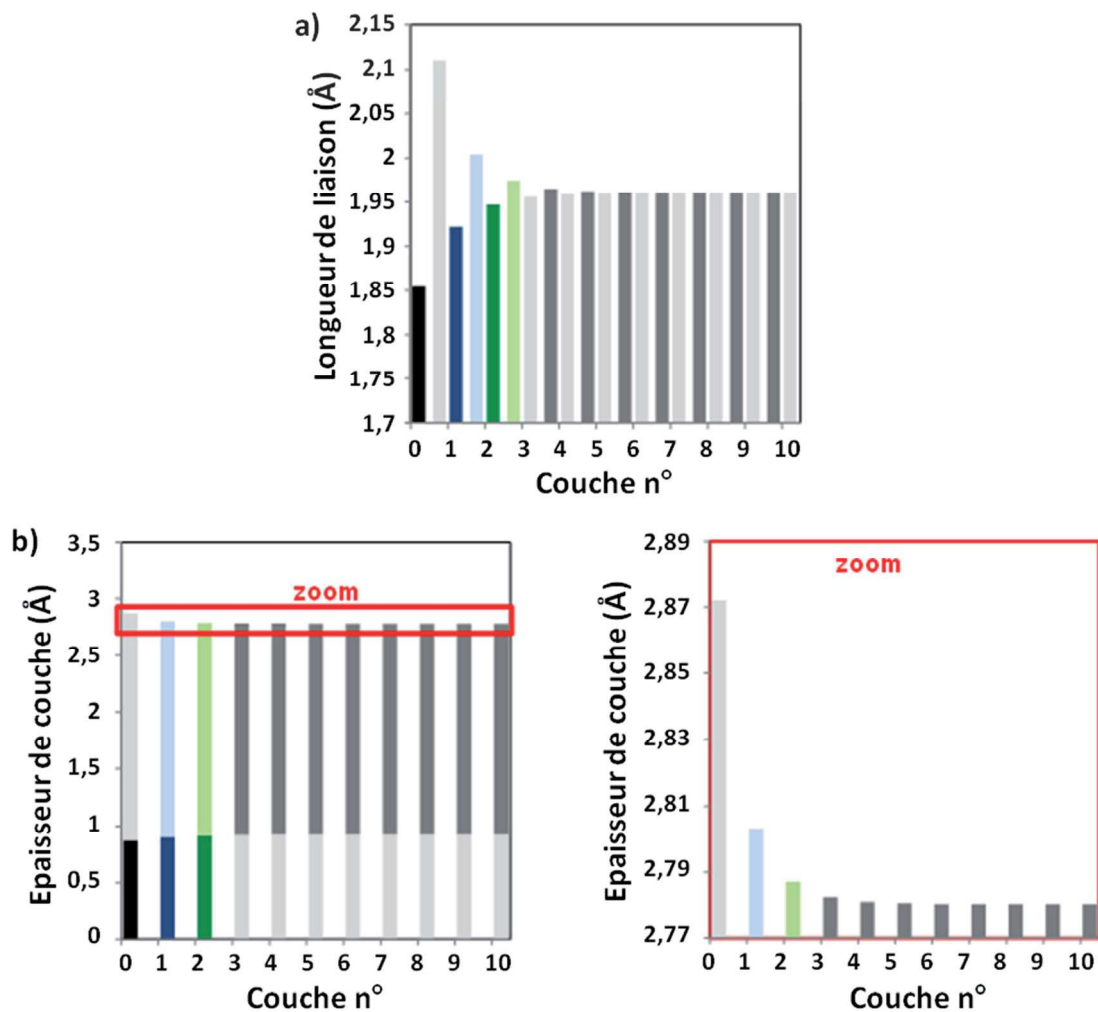 a)
Longueur de liaison (Å)
2,15
2,1
2,05
2
1,95
1,9
1,85
1,8
1,75
1,7
0 1 2 3 4 5 6 7 8 9 10
Couche n°
b)
Epaisseur de couche (Å)
3,5
3
2,5
2
1
0,5
0
zoom
0 1 2 3 4 5 6 7 8 9 10
Couche n°
Epaisseur de couche (Å)
2,89
2,87
2,85
2,83
2,81
2,79
2,77
zoom
0 1 2 3 4 5 6 7 8 9 10
Couche n°